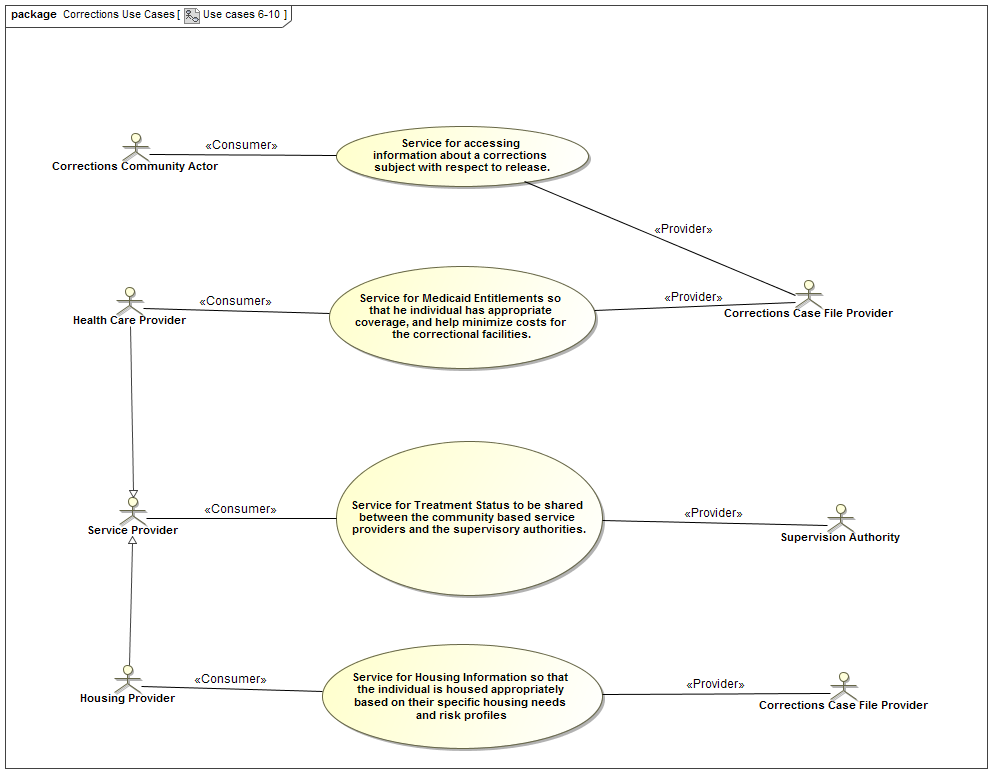 package Corrections Use Cases [ Use cases 6-10 ]
«Consumer»
Corrections Community Actor
Service for accessing
information about a corrections
subject with respect to release.
«Provider»
«Consumer»
Health Care Provider
Service for Medicaid Entitlements so
that he individual has appropriate
coverage, and help minimize costs for
the correctional facilities.
«Provider»
Corrections Case File Provider
«Consumer»
Service Provider
Service for Treatment Status to be shared
between the community based service
providers and the supervisory authorities.
«Provider»
Supervision Authority
«Consumer»
Housing Provider
Service for Housing Information so that
the individual is housed appropriately
based on their specific housing needs
and risk profiles
«Provider»
Corrections Case File Provider